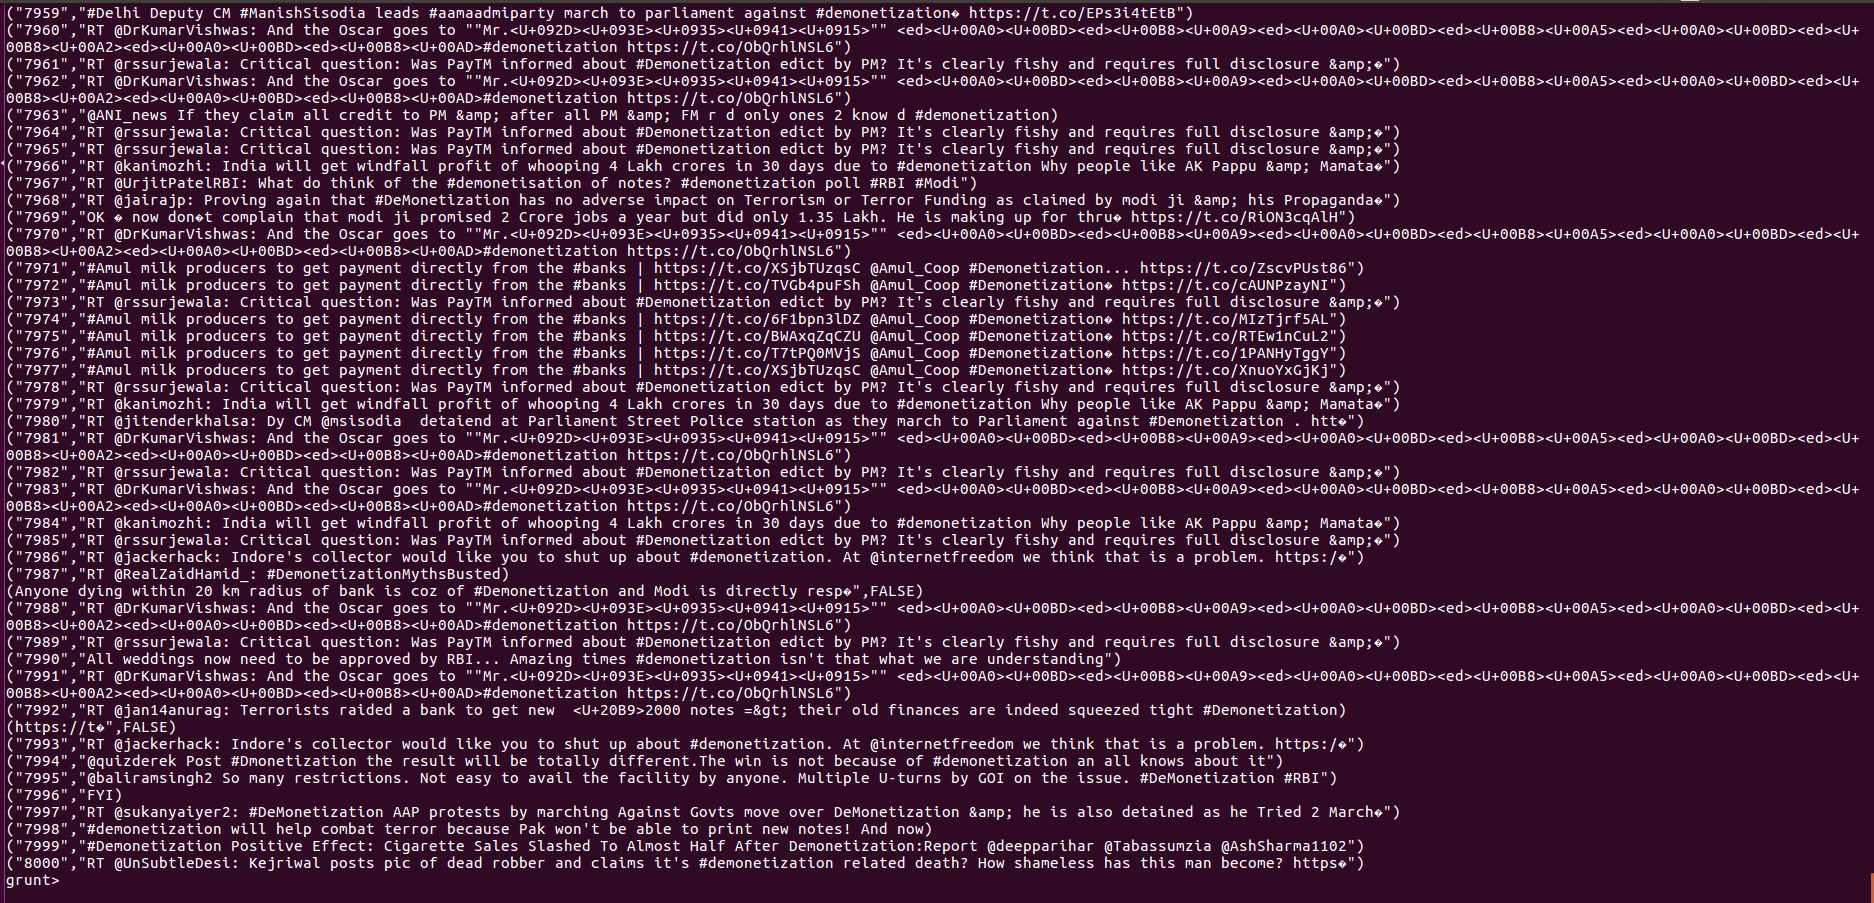 ("7959","#Delhi Deputy CM #ManishSisodia leads #aamaadmiparty march to parliament against #demonetization� https://t.co/EPs3i4tEtB")
("7960","RT @DrKumarVishwas: And the Oscar goes to ""Mr.<U+092D><U+093E><U+0935><U+0941><U+0915>"" <ed><U+00A0><U+00BD><ed><U+00B8><U+00A9><ed><U+00A0><U+00BD><ed><U+00B8><U+00A5><ed><U+00A0><U+00BD><ed><U+
00B8><U+00A2><ed><U+00A0><U+00BD><ed><U+00B8><U+00AD>#demonetization https://t.co/ObQrhlNSL6")
("7961","RT @rssurjewala: Critical question: Was PayTM informed about #Demonetization edict by PM? It's clearly fishy and requires full disclosure &amp;�")
("7962","RT @DrKumarVishwas: And the Oscar goes to ""Mr.<U+092D><U+093E><U+0935><U+0941><U+0915>"" <ed><U+00A0><U+00BD><ed><U+00B8><U+00A9><ed><U+00A0><U+00BD><ed><U+00B8><U+00A5><ed><U+00A0><U+00BD><ed><U+
00B8><U+00A2><ed><U+00A0><U+00BD><ed><U+00B8><U+00AD>#demonetization https://t.co/ObQrhlNSL6")
("7963","@ANI_news If they claim all credit to PM &amp; after all PM &amp; FM r d only ones 2 know d #demonetization)
("7964","RT @rssurjewala: Critical question: Was PayTM informed about #Demonetization edict by PM? It's clearly fishy and requires full disclosure &amp;�")
("7965","RT @rssurjewala: Critical question: Was PayTM informed about #Demonetization edict by PM? It's clearly fishy and requires full disclosure &amp;�")
("7966","RT @kanimozhi: India will get windfall profit of whooping 4 Lakh crores in 30 days due to #demonetization Why people like AK Pappu &amp; Mamata�")
("7967","RT @UrjitPatelRBI: What do think of the #demonetisation of notes? #demonetization poll #RBI #Modi")
("7968","RT @jairajp: Proving again that #DeMonetization has no adverse impact on Terrorism or Terror Funding as claimed by modi ji &amp; his Propaganda�")
("7969","OK � now don�t complain that modi ji promised 2 Crore jobs a year but did only 1.35 Lakh. He is making up for thru� https://t.co/RiON3cqAlH")
("7970","RT @DrKumarVishwas: And the Oscar goes to ""Mr.<U+092D><U+093E><U+0935><U+0941><U+0915>"" <ed><U+00A0><U+00BD><ed><U+00B8><U+00A9><ed><U+00A0><U+00BD><ed><U+00B8><U+00A5><ed><U+00A0><U+00BD><ed><U+
00B8><U+00A2><ed><U+00A0><U+00BD><ed><U+00B8><U+00AD>#demonetization https://t.co/ObQrhlNSL6")
("7971","#Amul milk producers to get payment directly from the #banks | https://t.co/XSjbTUzqsC @Amul_Coop #Demonetization... https://t.co/ZscvPUst86")
("7972","#Amul milk producers to get payment directly from the #banks | https://t.co/TVGb4puFSh @Amul_Coop #Demonetization� https://t.co/cAUNPzayNI")
("7973","RT @rssurjewala: Critical question: Was PayTM informed about #Demonetization edict by PM? It's clearly fishy and requires full disclosure &amp;�")
("7974","#Amul milk producers to get payment directly from the #banks | https://t.co/6F1bpn3lDZ @Amul_Coop #Demonetization� https://t.co/MIzTjrf5AL")
("7975","#Amul milk producers to get payment directly from the #banks | https://t.co/BWAxqZqCZU @Amul_Coop #Demonetization� https://t.co/RTEw1nCuL2")
("7976","#Amul milk producers to get payment directly from the #banks | https://t.co/T7tPQ0MVjS @Amul_Coop #Demonetization� https://t.co/1PANHyTggY")
("7977","#Amul milk producers to get payment directly from the #banks | https://t.co/XSjbTUzqsC @Amul_Coop #Demonetization� https://t.co/XnuoYxGjKj")
("7978","RT @rssurjewala: Critical question: Was PayTM informed about #Demonetization edict by PM? It's clearly fishy and requires full disclosure &amp;�")
("7979","RT @kanimozhi: India will get windfall profit of whooping 4 Lakh crores in 30 days due to #demonetization Why people like AK Pappu &amp; Mamata�")
("7980","RT @jitenderkhalsa: Dy CM @msisodia  detaiend at Parliament Street Police station as they march to Parliament against #Demonetization . htt�")
("7981","RT @DrKumarVishwas: And the Oscar goes to ""Mr.<U+092D><U+093E><U+0935><U+0941><U+0915>"" <ed><U+00A0><U+00BD><ed><U+00B8><U+00A9><ed><U+00A0><U+00BD><ed><U+00B8><U+00A5><ed><U+00A0><U+00BD><ed><U+
00B8><U+00A2><ed><U+00A0><U+00BD><ed><U+00B8><U+00AD>#demonetization https://t.co/ObQrhlNSL6")
("7982","RT @rssurjewala: Critical question: Was PayTM informed about #Demonetization edict by PM? It's clearly fishy and requires full disclosure &amp;�")
("7983","RT @DrKumarVishwas: And the Oscar goes to ""Mr.<U+092D><U+093E><U+0935><U+0941><U+0915>"" <ed><U+00A0><U+00BD><ed><U+00B8><U+00A9><ed><U+00A0><U+00BD><ed><U+00B8><U+00A5><ed><U+00A0><U+00BD><ed><U+
00B8><U+00A2><ed><U+00A0><U+00BD><ed><U+00B8><U+00AD>#demonetization https://t.co/ObQrhlNSL6")
("7984","RT @kanimozhi: India will get windfall profit of whooping 4 Lakh crores in 30 days due to #demonetization Why people like AK Pappu &amp; Mamata�")
("7985","RT @rssurjewala: Critical question: Was PayTM informed about #Demonetization edict by PM? It's clearly fishy and requires full disclosure &amp;�")
("7986","RT @jackerhack: Indore's collector would like you to shut up about #demonetization. At @internetfreedom we think that is a problem. https:/�")
("7987","RT @RealZaidHamid_: #DemonetizationMythsBusted)
(Anyone dying within 20 km radius of bank is coz of #Demonetization and Modi is directly resp�",FALSE)
("7988","RT @DrKumarVishwas: And the Oscar goes to ""Mr.<U+092D><U+093E><U+0935><U+0941><U+0915>"" <ed><U+00A0><U+00BD><ed><U+00B8><U+00A9><ed><U+00A0><U+00BD><ed><U+00B8><U+00A5><ed><U+00A0><U+00BD><ed><U+
00B8><U+00A2><ed><U+00A0><U+00BD><ed><U+00B8><U+00AD>#demonetization https://t.co/ObQrhlNSL6")
("7989","RT @rssurjewala: Critical question: Was PayTM informed about #Demonetization edict by PM? It's clearly fishy and requires full disclosure &amp;�")
("7990","All weddings now need to be approved by RBI... Amazing times #demonetization isn't that what we are understanding")
("7991","RT @DrKumarVishwas: And the Oscar goes to ""Mr.<U+092D><U+093E><U+0935><U+0941><U+0915>"" <ed><U+00A0><U+00BD><ed><U+00B8><U+00A9><ed><U+00A0><U+00BD><ed><U+00B8><U+00A5><ed><U+00A0><U+00BD><ed><U+
00B8><U+00A2><ed><U+00A0><U+00BD><ed><U+00B8><U+00AD>#demonetization https://t.co/ObQrhlNSL6")
("7992","RT @jan14anurag: Terrorists raided a bank to get new  <U+20B9>2000 notes =&gt; their old finances are indeed squeezed tight #Demonetization)
(https://t�",FALSE)
("7993","RT @jackerhack: Indore's collector would like you to shut up about #demonetization. At @internetfreedom we think that is a problem. https:/�")
("7994","@quizderek Post #Dmonetization the result will be totally different.The win is not because of #demonetization an all knows about it")
("7995","@baliramsingh2 So many restrictions. Not easy to avail the facility by anyone. Multiple U-turns by GOI on the issue. #DeMonetization #RBI")
("7996","FYI)
("7997","RT @sukanyaiyer2: #DeMonetization AAP protests by marching Against Govts move over DeMonetization &amp; he is also detained as he Tried 2 March�")
("7998","#demonetization will help combat terror because Pak won't be able to print new notes! And now)
("7999","#Demonetization Positive Effect: Cigarette Sales Slashed To Almost Half After Demonetization:Report @deepparihar @Tabassumzia @AshSharma1102")
("8000","RT @UnSubtleDesi: Kejriwal posts pic of dead robber and claims it's #demonetization related death? How shameless has this man become? https�")
grunt>